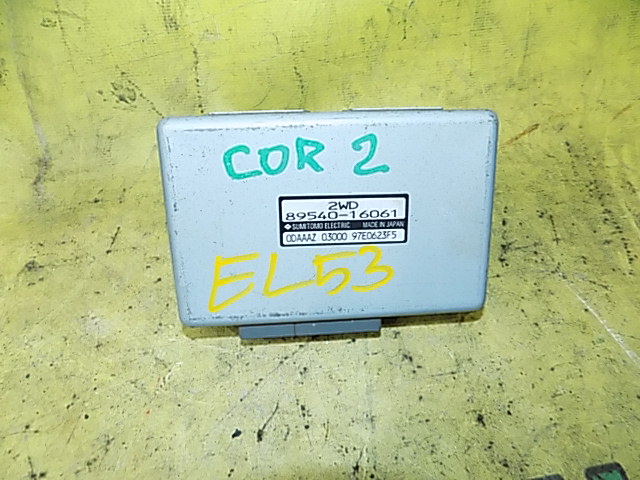 COR 2
2WD
89540-16061
SUMITOMO ELECTRIC MADE IN JAPAN
0DAAAZ 03000 97E0623F5
EL53